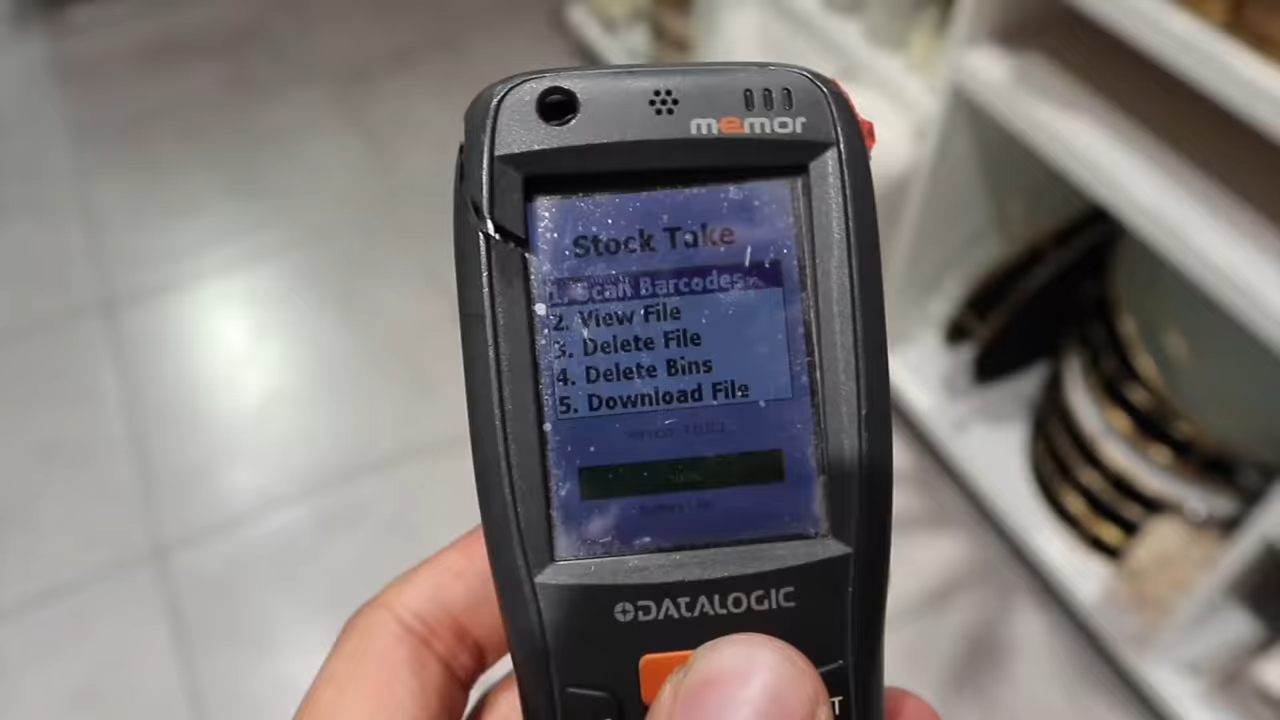 memor
Stock Take
1. Scan Barcodes
2. View File
3. Delete File
4. Delete Bins
5. Download File
DATALOGIC